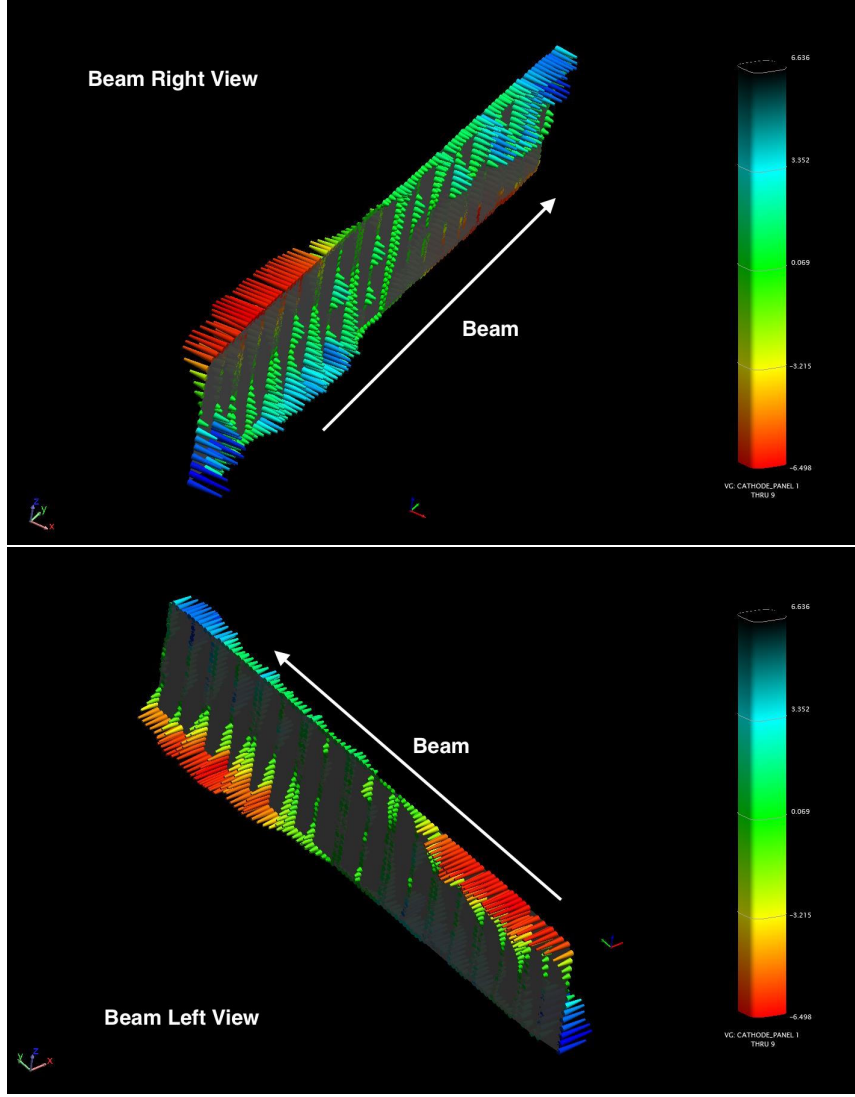 Beam Right View
6.636
3.352
0.069
Beam
-3.215
-6.498
VG: CATHODE_PANEL 1
THRU 9
z
y
x
6.636
3.352
Beam
0.069
-3.215
Beam Left View
-6.498
VG: CATHODE_PANEL 1
THRU 9
y
z
x